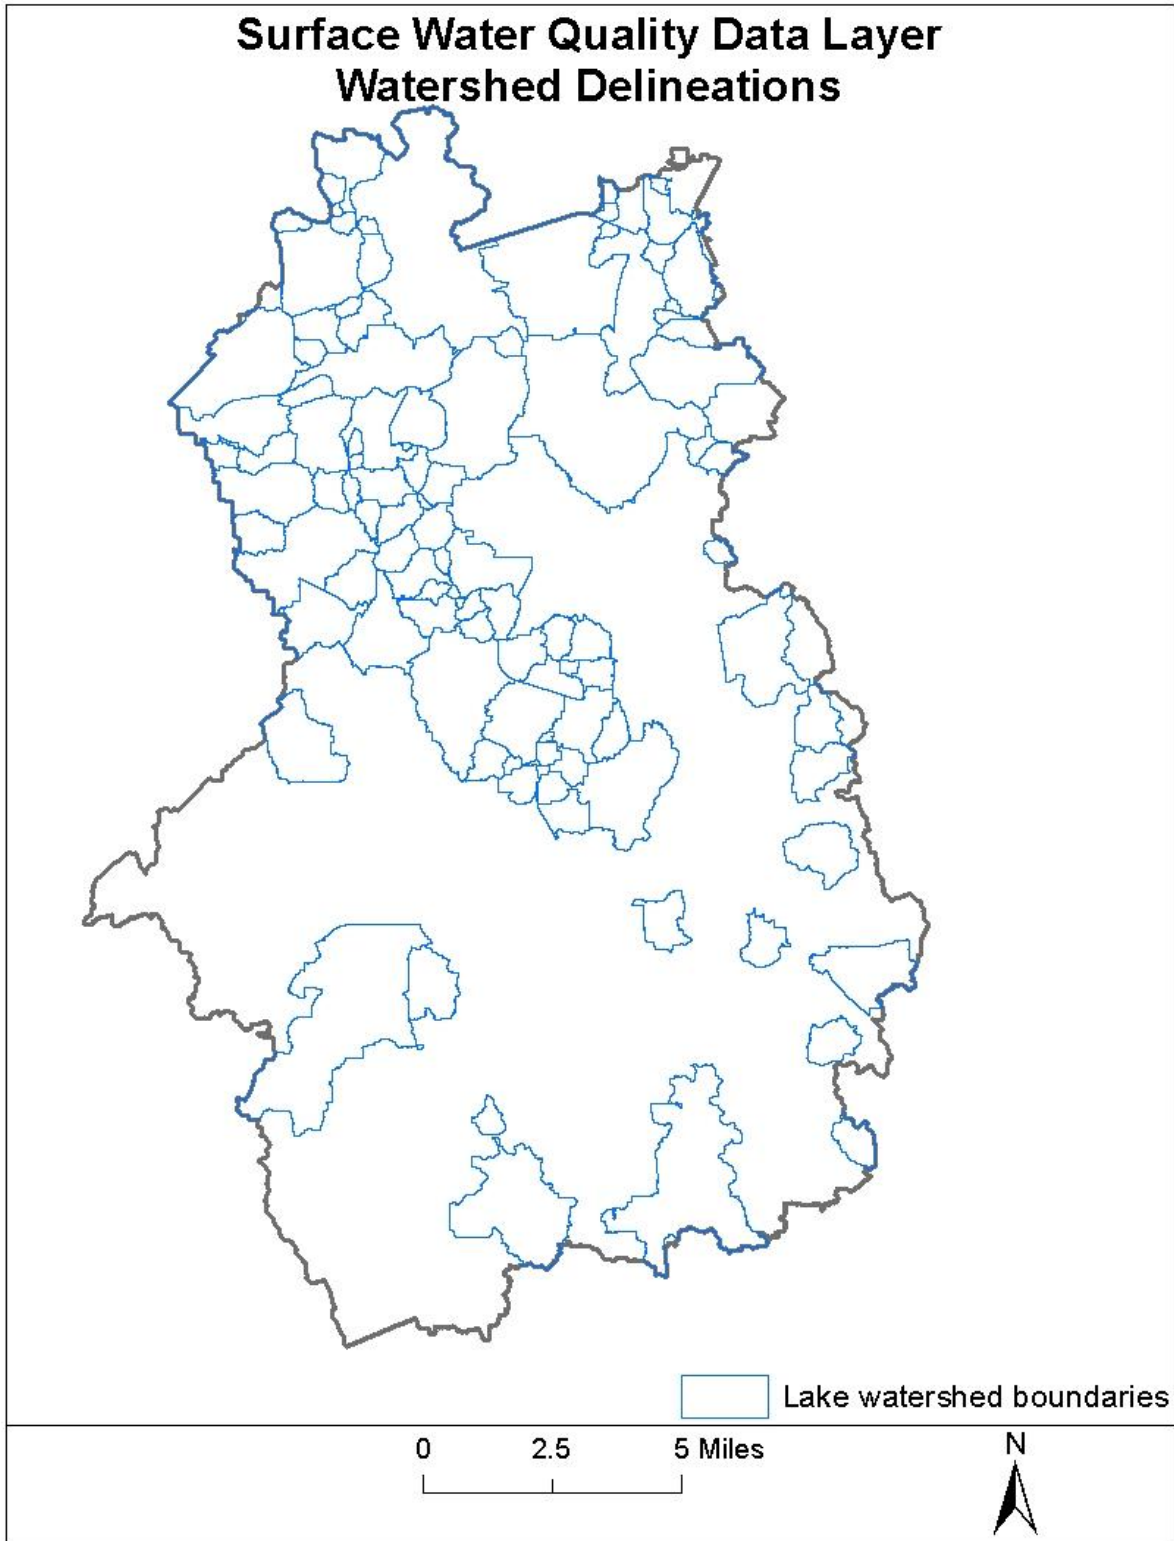 Surface Water Quality Data Layer
Watershed Delineations
Lake watershed boundaries
0 2.5 5 Miles
N